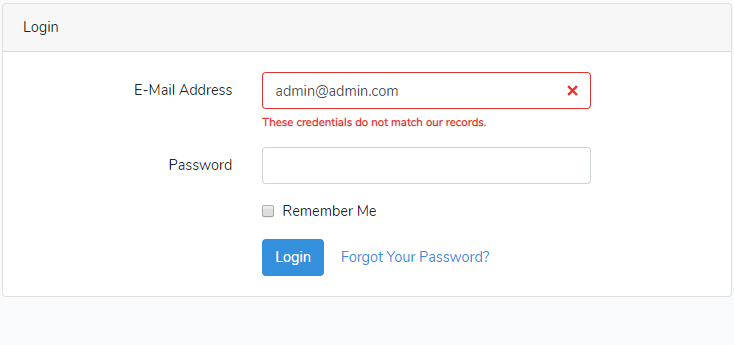 Login
E-Mail Address
admin@admin.com
These credentials do not match our records.
Password
Remember Me
Login Forgot Your Password?